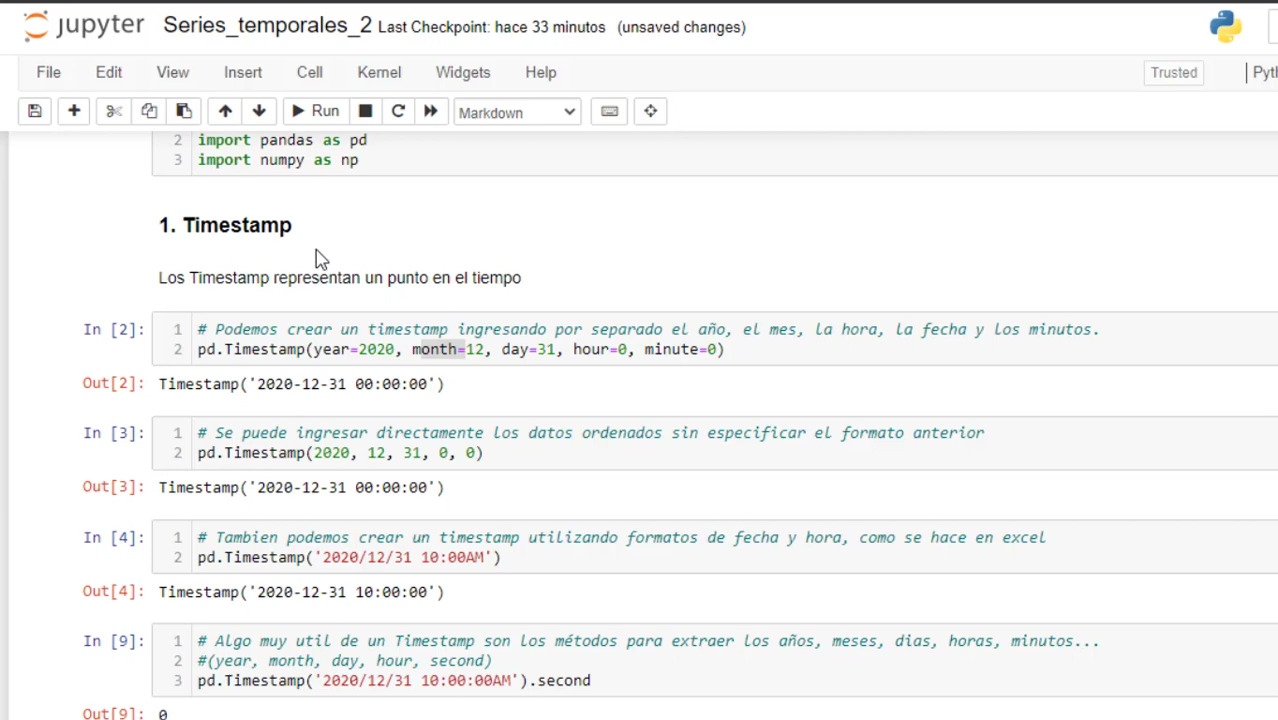 jupyter Series_temporales_2 Last Checkpoint: hace 33 minutos (unsaved changes)
File Edit View Insert Cell Kernel Widgets Help Trusted Pyth
Run Markdown
2 import pandas as pd
3 import numpy as np
1. Timestamp
Los Timestamp representan un punto en el tiempo
In [2]: 1 # Podemos crear un timestamp ingresando por separado el año, el mes, la hora, la fecha y los minutos.
2 pd.Timestamp(year=2020, month=12, day=31, hour=0, minute=0)
Out[2]: Timestamp('2020-12-31 00:00:00')
In [3]: 1 # Se puede ingresar directamente los datos ordenados sin especificar el formato anterior
2 pd.Timestamp(2020, 12, 31, 0, 0)
Out[3]: Timestamp('2020-12-31 00:00:00')
In [4]: 1 # Tambien podemos crear un timestamp utilizando formatos de fecha y hora, como se hace en excel
2 pd.Timestamp('2020/12/31 10:00AM')
Out[4]: Timestamp('2020-12-31 10:00:00')
In [9]: 1 # Algo muy util de un Timestamp son los métodos para extraer los años, meses, dias, horas, minutos...
2 #(year, month, day, hour, second)
3 pd.Timestamp('2020/12/31 10:00:00AM').second
Out[9]: 0